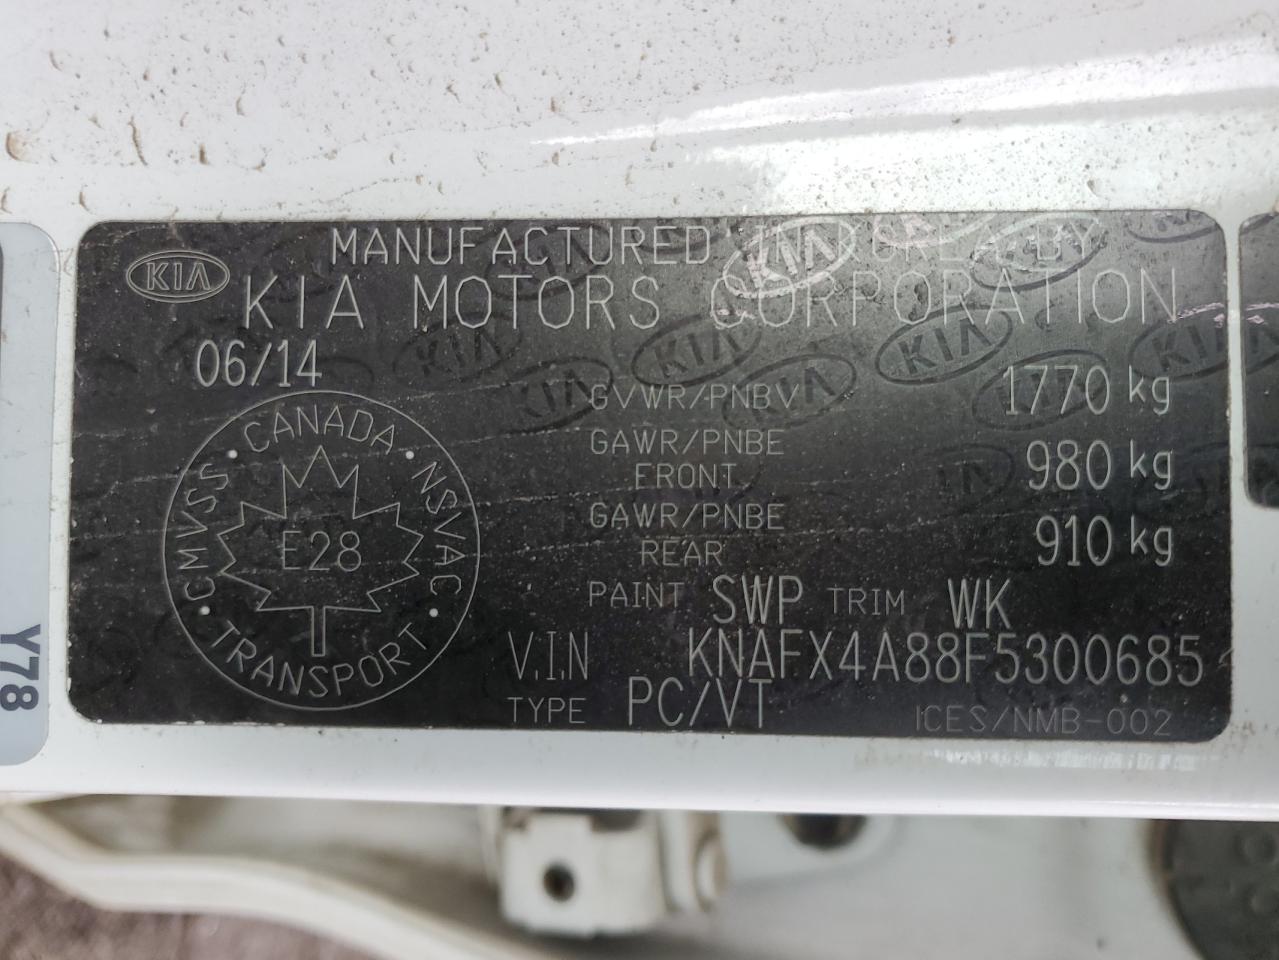 MANUFACTURED IN KOREA BY
KIA
KIA MOTORS CORPORATION
06/14
GVWR/PNBV 1770 kg
GAWR/PNBE
FRONT 980 kg
GAWR/PNBE
REAR 910 kg
CANADA
CMVSS NSVAC
E28
TRANSPORT
PAINT SWP TRIM WK
V.I.N KNAFX4A88F5300685
TYPE PC/VT
ICES/NMB-002
Y78